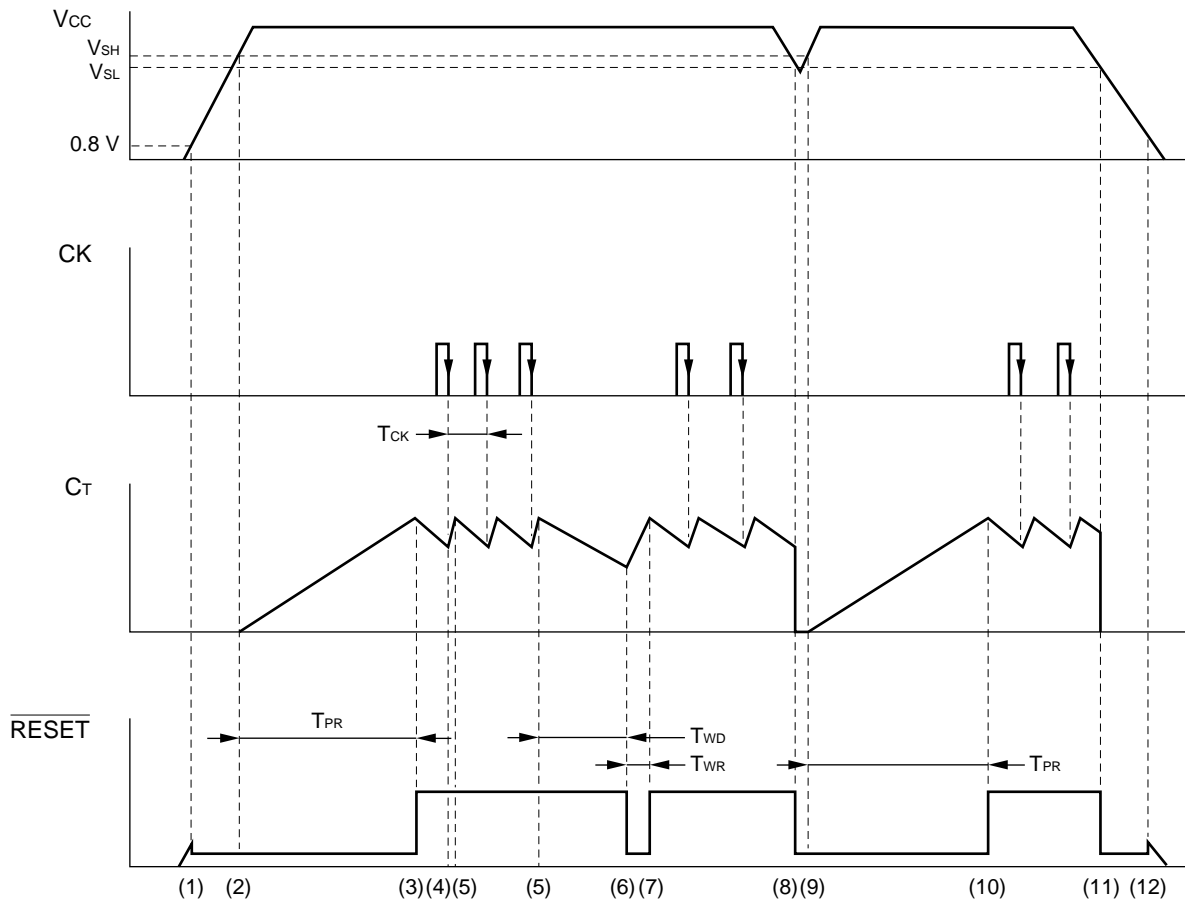 VCC
VSH
VSL
0.8 V
CK
TCK
CT
RESET
TPR
TWD
TWR
TPR
(1) (2) (3) (4) (5) (5) (6) (7) (8) (9) (10) (11) (12)